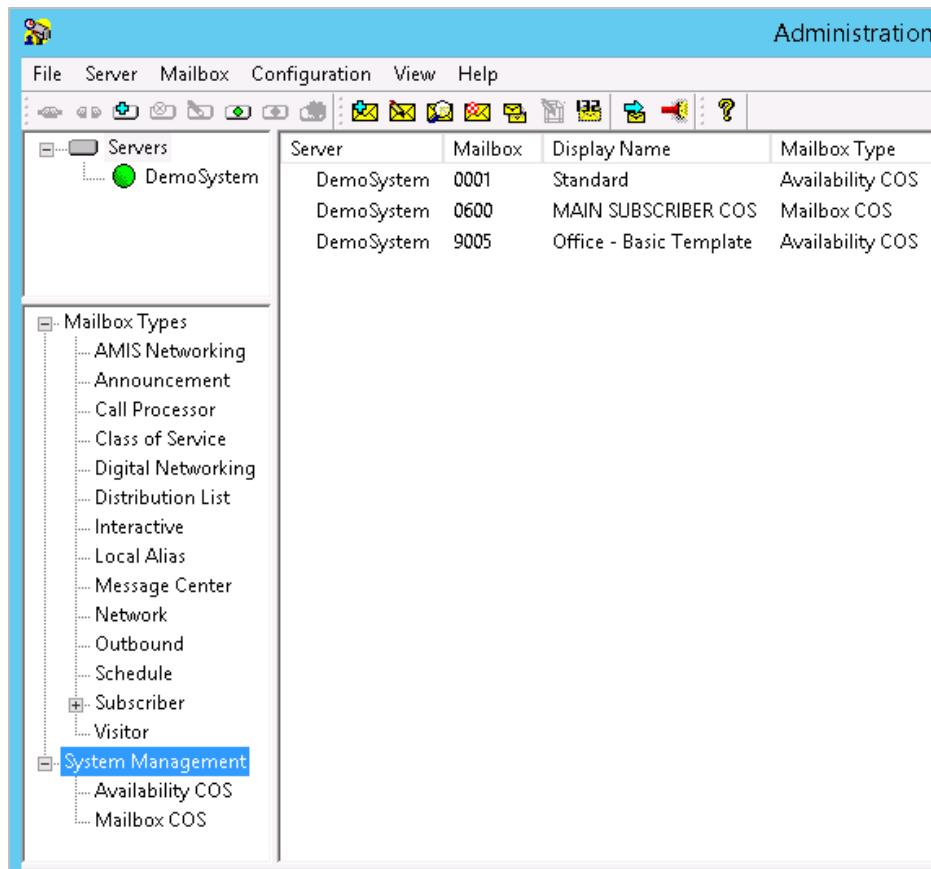 Administration
File Server Mailbox Configuration View Help
Servers
DemoSystem
Server Mailbox Display Name Mailbox Type
DemoSystem 0001 Standard Availability COS
DemoSystem 0600 MAIN SUBSCRIBER COS Mailbox COS
DemoSystem 9005 Office - Basic Template Availability COS
Mailbox Types
AMIS Networking
Announcement
Call Processor
Class of Service
Digital Networking
Distribution List
Interactive
Local Alias
Message Center
Network
Outbound
Schedule
Subscriber
Visitor
System Management
Availability COS
Mailbox COS